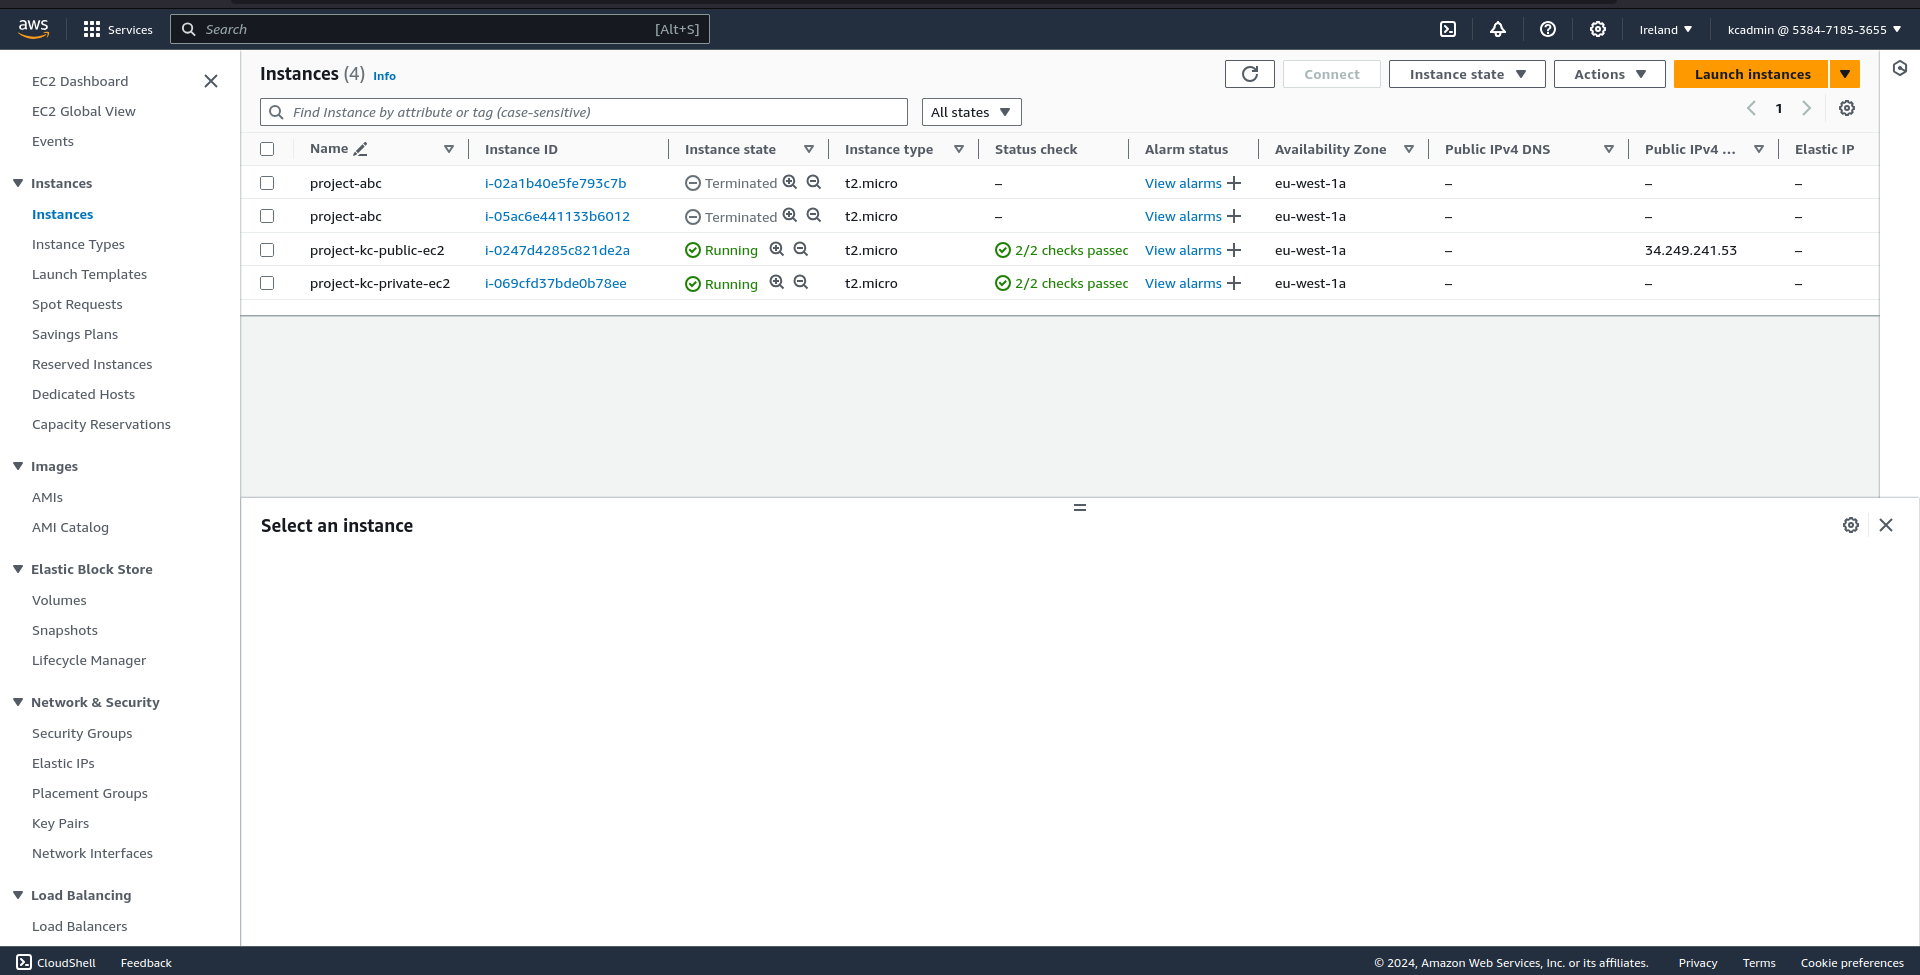 aws
Services
Search
[Alt+S]
Ireland
kcadmin @ 5384-7185-3655
EC2 Dashboard
EC2 Global View
Events
Instances
Instances
Instance Types
Launch Templates
Spot Requests
Savings Plans
Reserved Instances
Dedicated Hosts
Capacity Reservations
Images
AMIs
AMI Catalog
Elastic Block Store
Volumes
Snapshots
Lifecycle Manager
Network & Security
Security Groups
Elastic IPs
Placement Groups
Key Pairs
Network Interfaces
Load Balancing
Load Balancers
Instances (4) Info
Connect
Instance state
Actions
Launch instances
Find Instance by attribute or tag (case-sensitive)
All states
1
Name Instance ID Instance state Instance type Status check Alarm status Availability Zone Public IPv4 DNS Public IPv4 ... Elastic IP
project-abc i-02a1b40e5fe793c7b Terminated t2.micro – View alarms + eu-west-1a – – –
project-abc i-05ac6e441133b6012 Terminated t2.micro – View alarms + eu-west-1a – – –
project-kc-public-ec2 i-0247d4285c821de2a Running t2.micro 2/2 checks passed View alarms + eu-west-1a – 34.249.241.53 –
project-kc-private-ec2 i-069cfd37bde0b78ee Running t2.micro 2/2 checks passed View alarms + eu-west-1a – – –
Select an instance
CloudShell
Feedback
© 2024, Amazon Web Services, Inc. or its affiliates.
Privacy
Terms
Cookie preferences